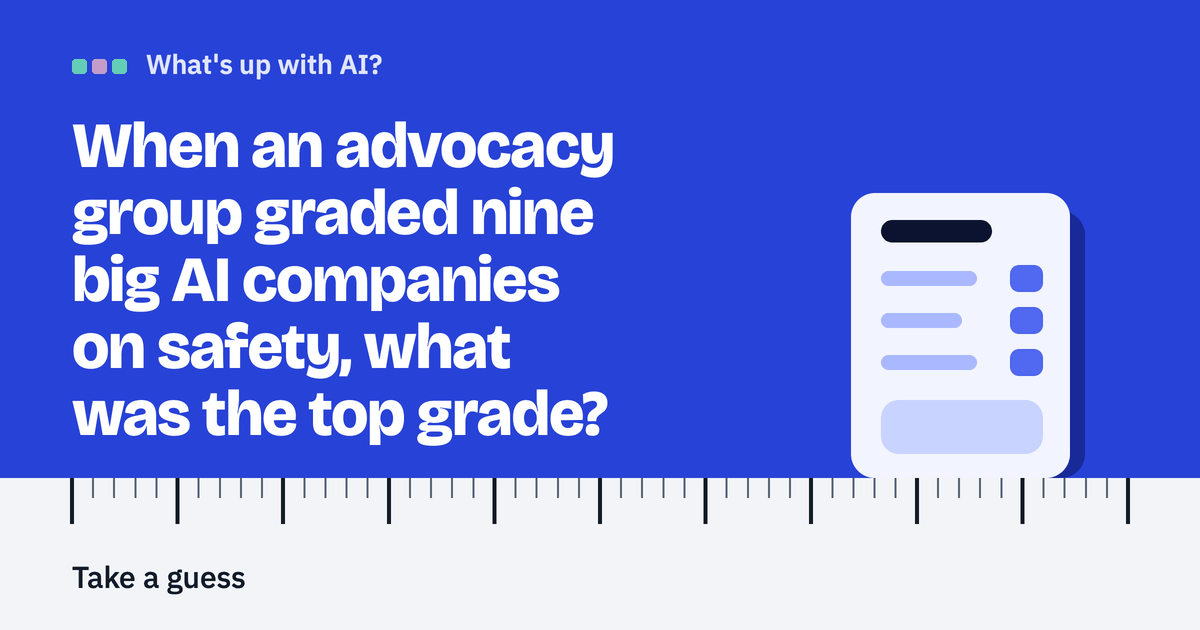 What's up with AI?
When an advocacy
group graded nine
big AI companies
on safety, what
was the top grade?
Take a guess